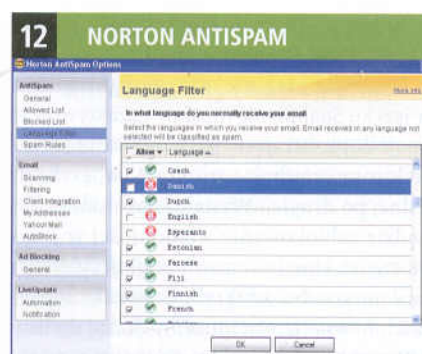 12 NORTON ANTISPAM
Norton AntiSpam Options
AntiSpam
General
Allowed List
Blocked List
Language Filter
Spam Rules
Email
Scanning
Filtering
Client Integration
My Addresses
Yahoo! Mail
AutoBlock
Ad Blocking
General
LiveUpdate
Automation
Notification
Language Filter
In what language do you normally receive your email
Select the languages in which you receive your email. Email received in any language not
selected will be classified as spam.
Allow Language
Czech
Danish
Dutch
English
Esperanto
Estonian
Faroese
Fiji
Finnish
French
OK Cancel